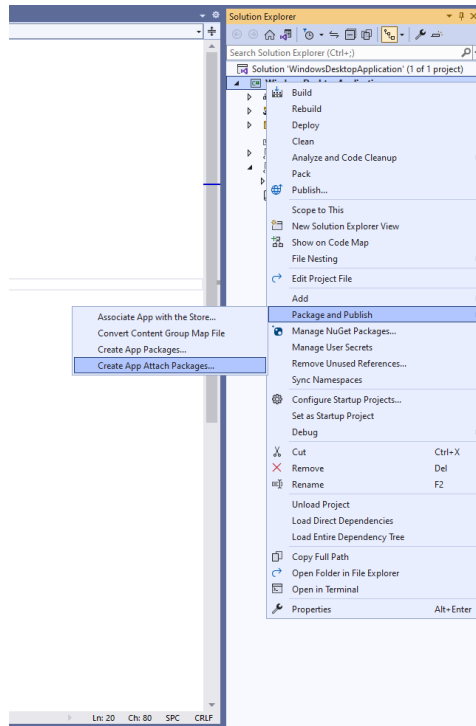 Solution Explorer
Search Solution Explorer (Ctrl+;)
Solution 'WindowsDesktopApplication' (1 of 1 project)
Build
Rebuild
Deploy
Clean
Analyze and Code Cleanup
Pack
Publish...
Scope to This
New Solution Explorer View
Show on Code Map
File Nesting
Edit Project File
Add
Package and Publish
Associate App with the Store...
Convert Content Group Map File
Create App Packages...
Create App Attach Packages...
Manage NuGet Packages...
Manage User Secrets
Remove Unused References...
Sync Namespaces
Configure Startup Projects...
Set as Startup Project
Debug
Cut Ctrl+X
Remove Del
Rename F2
Unload Project
Load Direct Dependencies
Load Entire Dependency Tree
Copy Full Path
Open Folder in File Explorer
Open in Terminal
Properties Alt+Enter
Ln: 20 Ch: 80 SPC CRLF